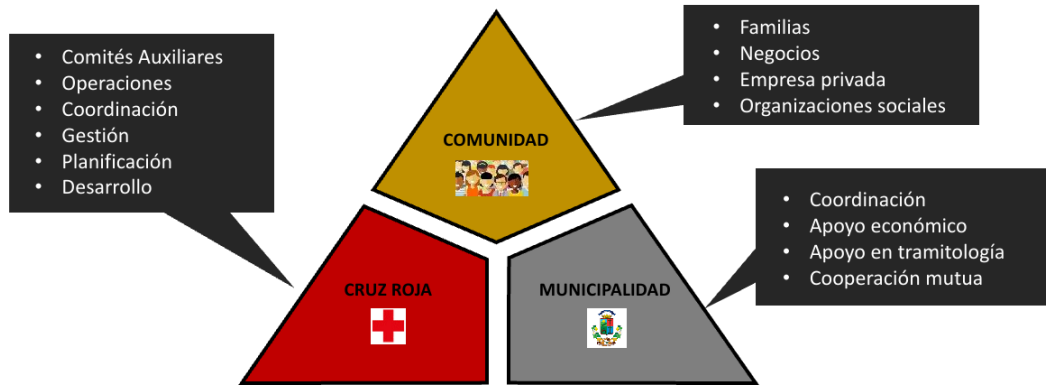 • Comités Auxiliares
• Operaciones
• Coordinación
• Gestión
• Planificación
• Desarrollo
• Familias
• Negocios
• Empresa privada
• Organizaciones sociales
COMUNIDAD
• Coordinación
• Apoyo económico
• Apoyo en tramitología
• Cooperación mutua
CRUZ ROJA
MUNICIPALIDAD